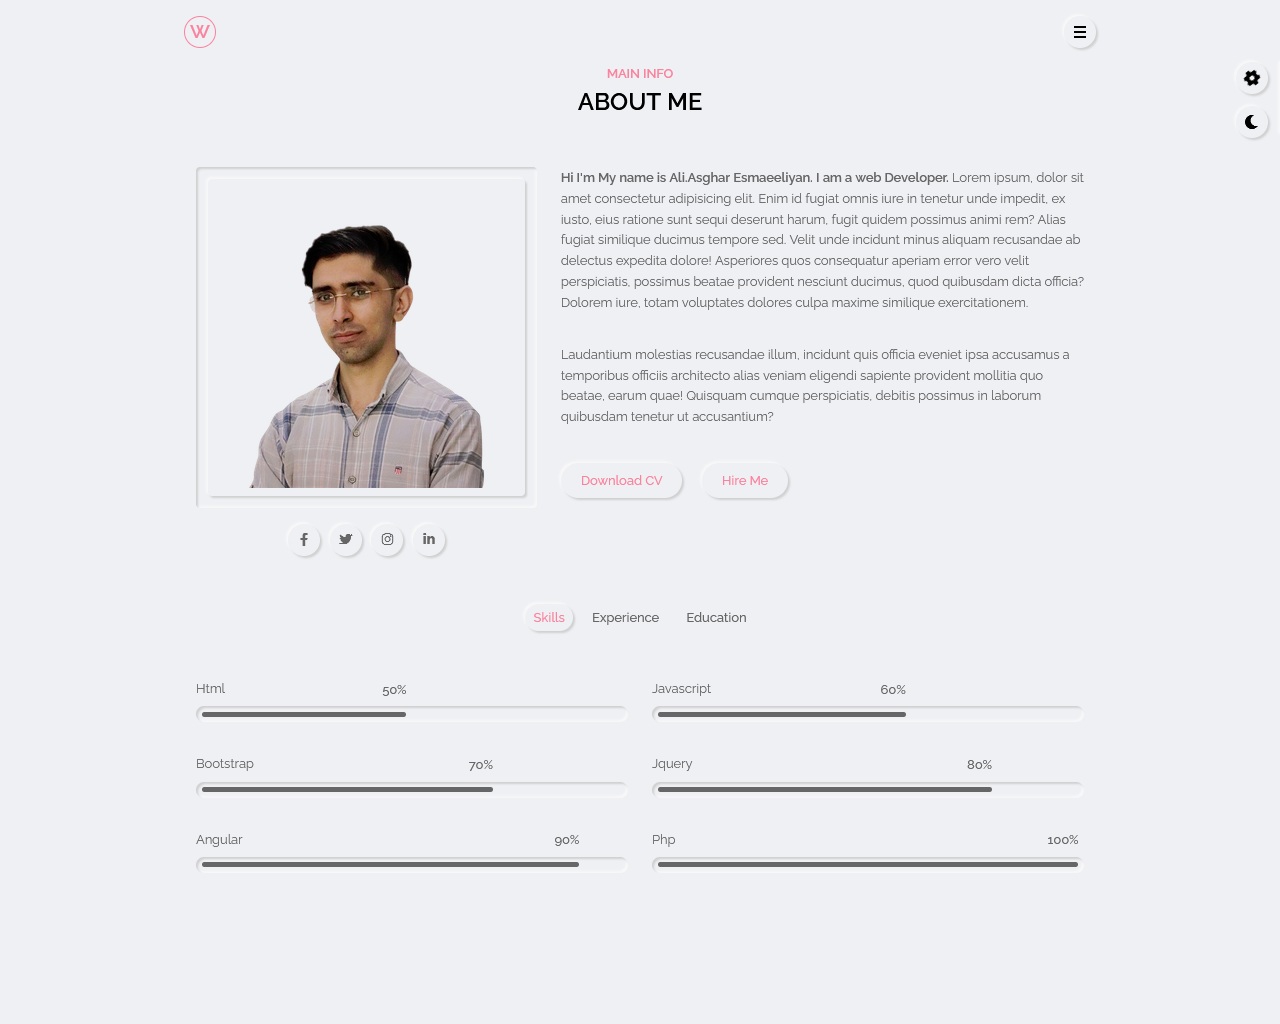 W
MAIN INFO
ABOUT ME
Hi I'm My name is Ali.Asghar Esmaeeliyan. I am a web Developer. Lorem ipsum, dolor sit
amet consectetur adipisicing elit. Enim id fugiat omnis iure in tenetur unde impedit, ex
iusto, eius ratione sunt sequi deserunt harum, fugit quidem possimus animi rem? Alias
fugiat similique ducimus tempore sed. Velit unde incidunt minus aliquam recusandae ab
delectus expedita dolore! Asperiores quos consequatur aperiam error vero velit
perspiciatis, possimus beatae provident nesciunt ducimus, quod quibusdam dicta officia?
Dolorem iure, totam voluptates dolores culpa maxime similique exercitationem.
Laudantium molestias recusandae illum, incidunt quis officia eveniet ipsa accusamus a
temporibus officiis architecto alias veniam eligendi sapiente provident mollitia quo
beatae, earum quae! Quisquam cumque perspiciatis, debitis possimus in laborum
quibusdam tenetur ut accusantium?
Download CV Hire Me
Skills Experience Education
Html 50%
Javascript 60%
Bootstrap 70%
Jquery 80%
Angular 90%
Php 100%